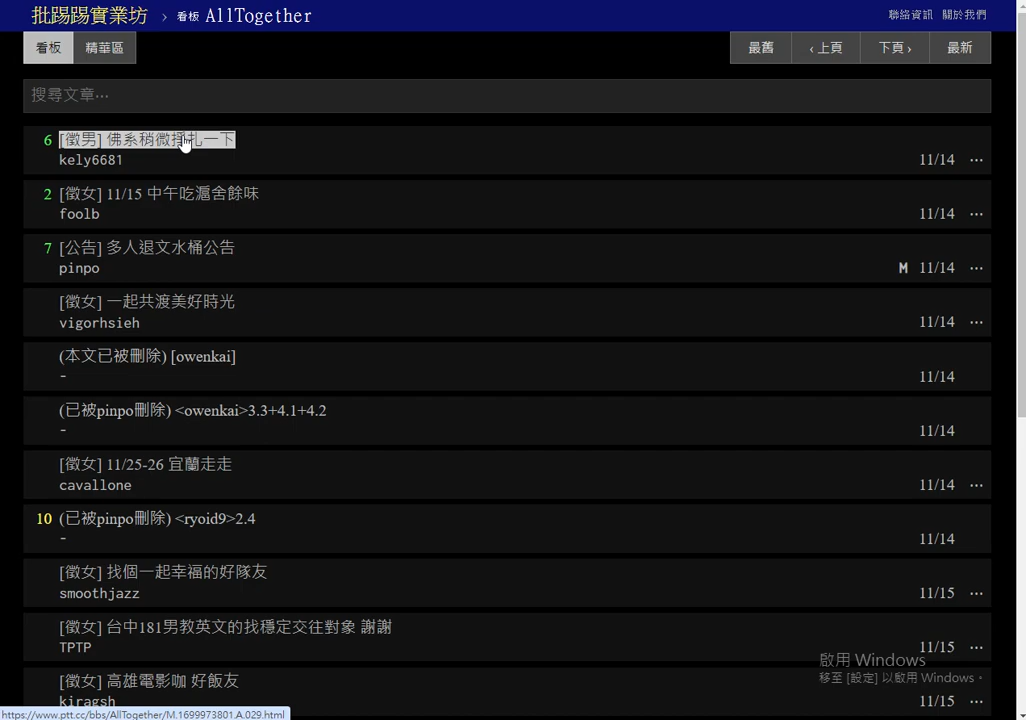 批踢踢實業坊 › 看板 AllTogether 聯絡資訊 關於我們
看板 精華區 最舊 ‹ 上頁 下頁 › 最新
搜尋文章⋯
6 [徵男] 佛系稍微掙扎一下
kely6681 11/14 ⋯
2 [徵女] 11/15 中午吃滬舍餘味
foolb 11/14 ⋯
7 [公告] 多人退文水桶公告
pinpo M 11/14 ⋯
[徵女] 一起共渡美好時光
vigorhsieh 11/14 ⋯
(本文已被刪除) [owenkai]
- 11/14
(已被pinpo刪除) <owenkai>3.3+4.1+4.2
- 11/14
[徵女] 11/25-26 宜蘭走走
cavallone 11/14 ⋯
10 (已被pinpo刪除) <ryoid9>2.4
- 11/14
[徵女] 找個一起幸福的好隊友
smoothjazz 11/15 ⋯
[徵女] 台中181男教英文的找穩定交往對象 謝謝
TPTP 11/15 ⋯
啟用 Windows
移至 [設定] 以啟用 Windows。
[徵女] 高雄電影咖 好飯友
kiragsh 11/15 ⋯
https://www.ptt.cc/bbs/AllTogether/M.1699973801.A.029.html